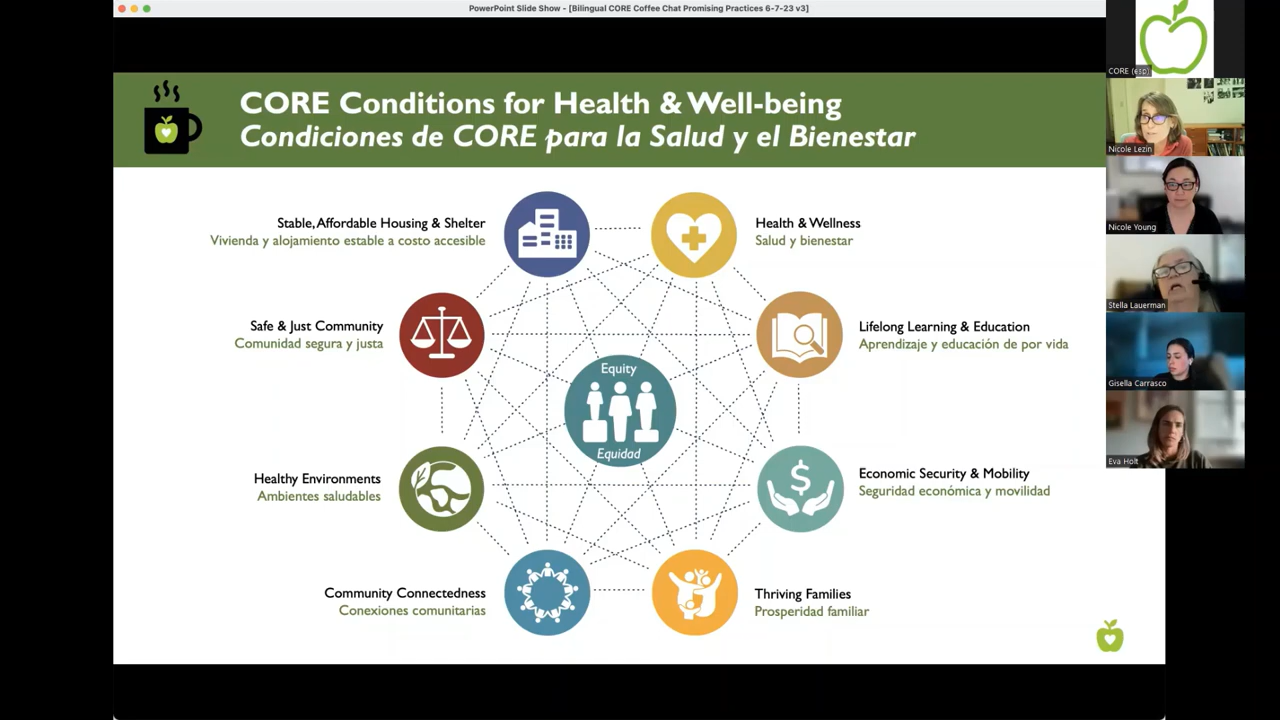 PowerPoint Slide Show - [Bilingual CORE Coffee Chat Promising Practices 6-7-23 v3]
CORE Conditions for Health & Well-being
Condiciones de CORE para la Salud y el Bienestar
Stable, Affordable Housing & Shelter
Vivienda y alojamiento estable a costo accesible
Health & Wellness
Salud y bienestar
Safe & Just Community
Comunidad segura y justa
Lifelong Learning & Education
Aprendizaje y educación de por vida
Equity
Equidad
Healthy Environments
Ambientes saludables
Economic Security & Mobility
Seguridad económica y movilidad
Community Connectedness
Conexiones comunitarias
Thriving Families
Prosperidad familiar
CORE (esp)
Nicole Lezin
Nicole Young
Stella Lauerman
Gisella Carrasco
Eva Holt